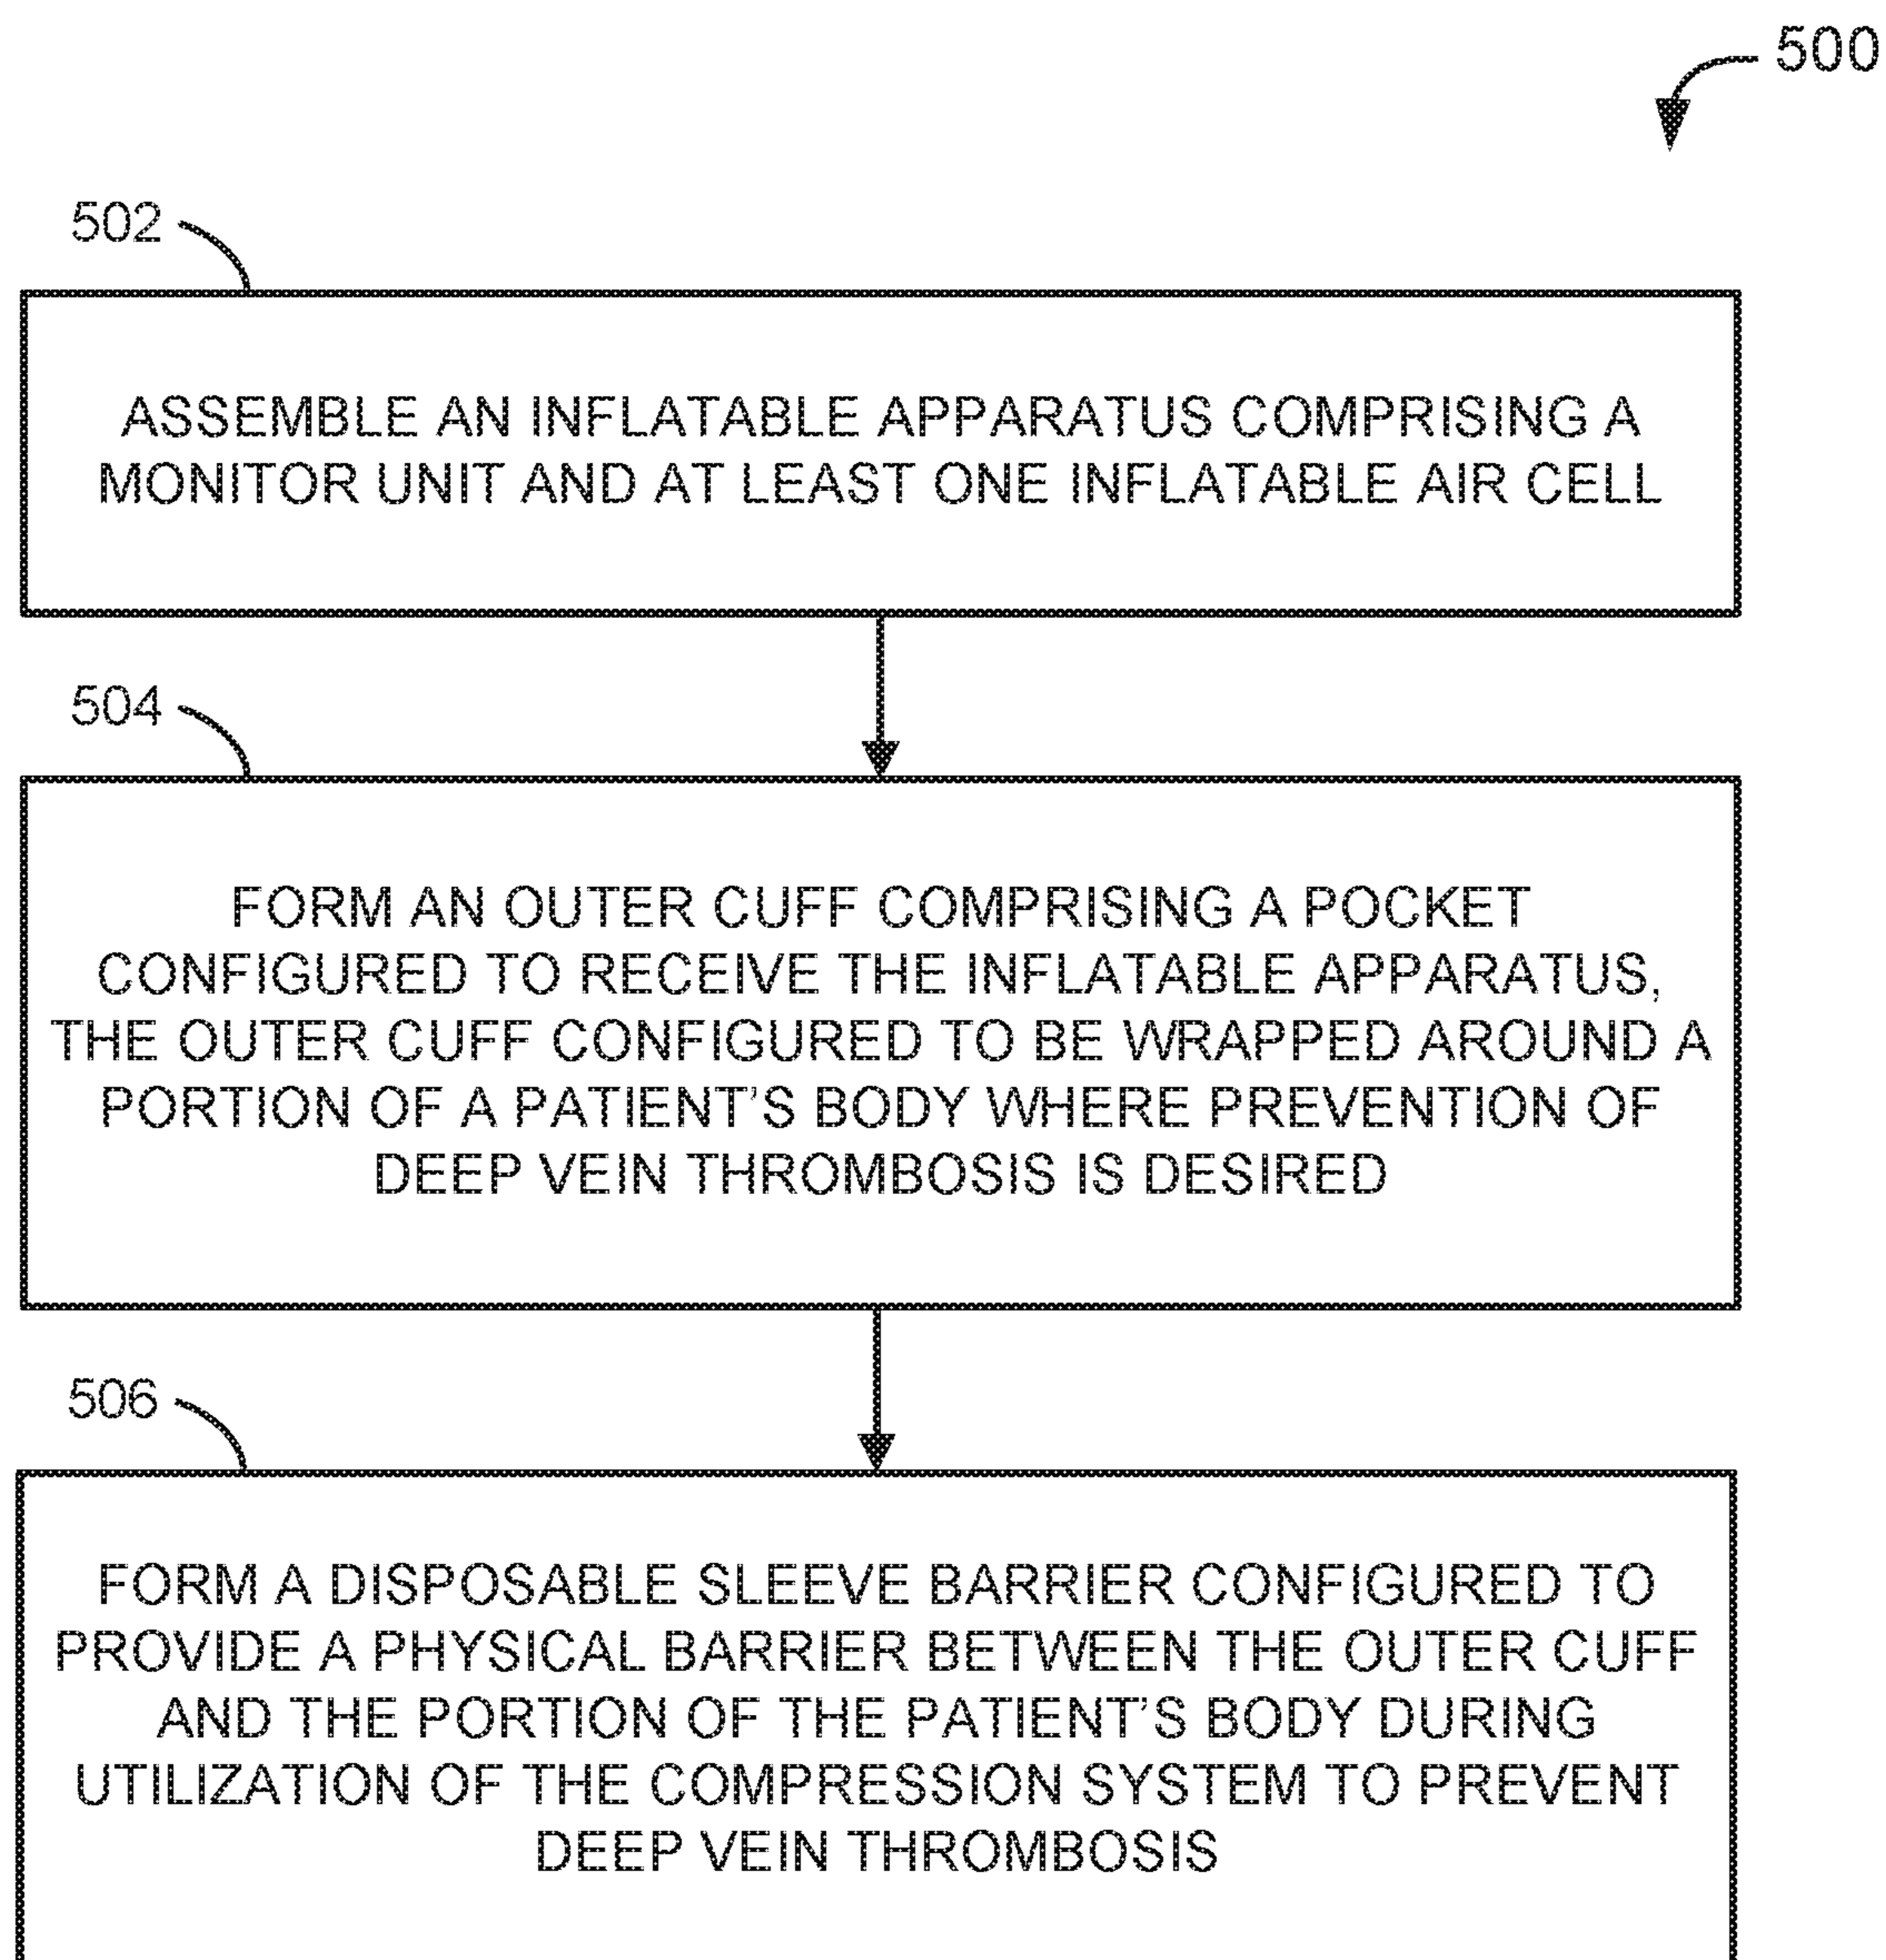 500
502
ASSEMBLE AN INFLATABLE APPARATUS COMPRISING A
MONITOR UNIT AND AT LEAST ONE INFLATABLE AIR CELL
504
FORM AN OUTER CUFF COMPRISING A POCKET
CONFIGURED TO RECEIVE THE INFLATABLE APPARATUS,
THE OUTER CUFF CONFIGURED TO BE WRAPPED AROUND A
PORTION OF A PATIENT’S BODY WHERE PREVENTION OF
DEEP VEIN THROMBOSIS IS DESIRED
506
FORM A DISPOSABLE SLEEVE BARRIER CONFIGURED TO
PROVIDE A PHYSICAL BARRIER BETWEEN THE OUTER CUFF
AND THE PORTION OF THE PATIENT’S BODY DURING
UTILIZATION OF THE COMPRESSION SYSTEM TO PREVENT
DEEP VEIN THROMBOSIS